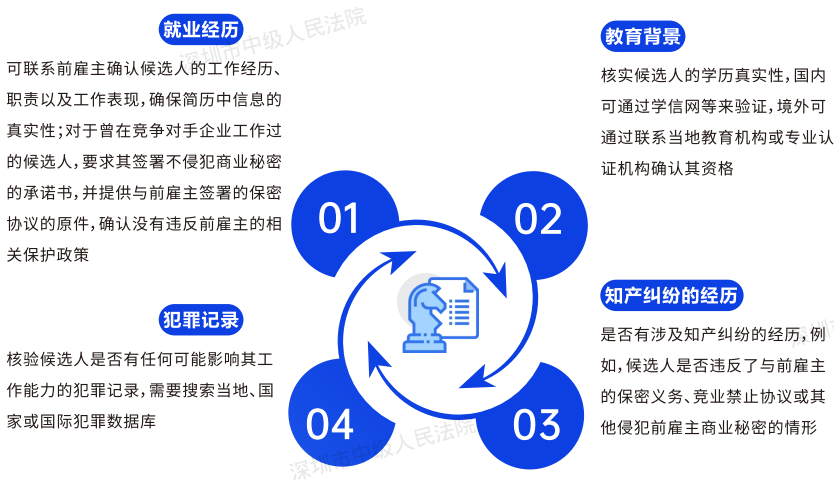 就业经历
可联系前雇主确认候选人的工作经历、
职责以及工作表现，确保简历中信息的
真实性；对于曾在竞争对手企业工作过
的候选人，要求其签署不侵犯商业秘密
的承诺书，并提供与前雇主签署的保密
协议的原件，确认没有违反前雇主的相
关保护政策
教育背景
核实候选人的学历真实性，国内
可通过学信网等来验证，境外可
通过联系当地教育机构或专业认
证机构确认其资格
01
02
03
04
犯罪记录
核验候选人是否有任何可能影响其工
作能力的犯罪记录，需要搜索当地、国
家或国际犯罪数据库
知产纠纷的经历
是否有涉及知产纠纷的经历，例
如，候选人是否违反了与前雇主
的保密义务、竞业禁止协议或其
他侵犯前雇主商业秘密的情形
深圳市中级人民法院
深圳市中级人民法院
深圳市